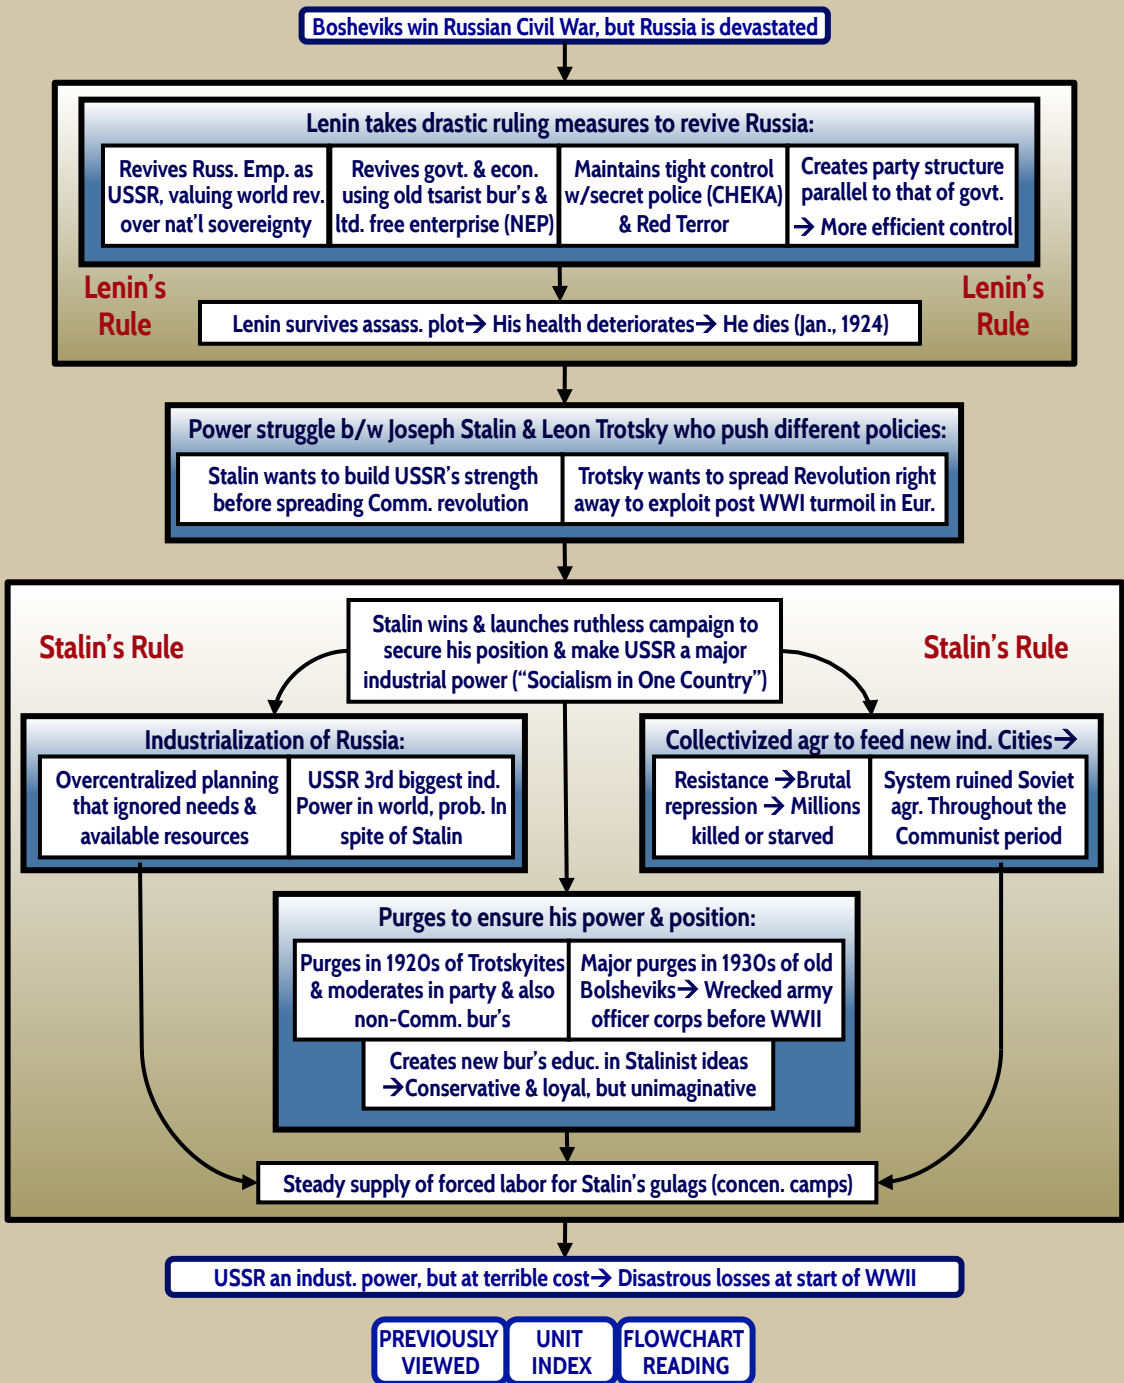 Bosheviks win Russian Civil War, but Russia is devastated
Lenin takes drastic ruling measures to revive Russia:
Revives Russ. Emp. as
USSR, valuing world rev.
over nat'l sovereignty
Revives govt. & econ.
using old tsarist bur's &
ltd. free enterprise (NEP)
Maintains tight control
w/secret police (CHEKA)
& Red Terror
Creates party structure
parallel to that of govt.
→ More efficient control
Lenin's
Rule
Lenin's
Rule
Lenin survives assass. plot→ His health deteriorates→ He dies (Jan., 1924)
Power struggle b/w Joseph Stalin & Leon Trotsky who push different policies:
Stalin wants to build USSR's strength
before spreading Comm. revolution
Trotsky wants to spread Revolution right
away to exploit post WWI turmoil in Eur.
Stalin's Rule
Stalin wins & launches ruthless campaign to
secure his position & make USSR a major
industrial power ("Socialism in One Country")
Stalin's Rule
Industrialization of Russia:
Overcentralized planning
that ignored needs &
available resources
USSR 3rd biggest ind.
Power in world, prob. In
spite of Stalin
Collectivized agr to feed new ind. Cities→
Resistance →Brutal
repression → Millions
killed or starved
System ruined Soviet
agr. Throughout the
Communist period
Purges to ensure his power & position:
Purges in 1920s of Trotskyites
& moderates in party & also
non-Comm. bur's
Major purges in 1930s of old
Bolsheviks→ Wrecked army
officer corps before WWII
Creates new bur's educ. in Stalinist ideas
→Conservative & loyal, but unimaginative
Steady supply of forced labor for Stalin's gulags (concen. camps)
USSR an indust. power, but at terrible cost→ Disastrous losses at start of WWII
PREVIOUSLY
VIEWED
UNIT
INDEX
FLOWCHART
READING